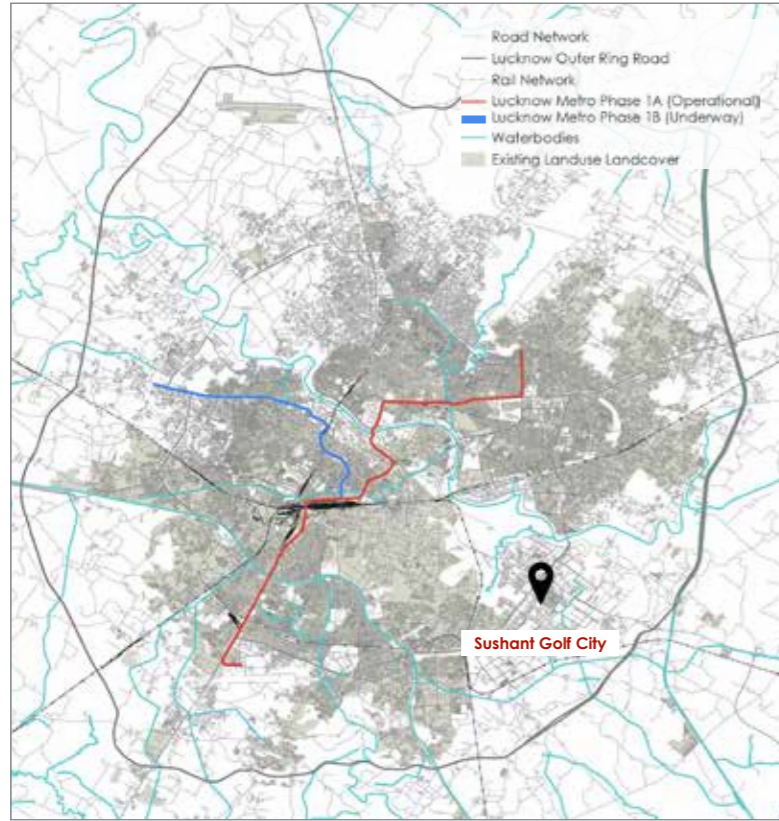 Road Network
Lucknow Outer Ring Road
Rail Network
Lucknow Metro Phase 1A (Operational)
Lucknow Metro Phase 1B (Underway)
Waterbodies
Existing Landuse Landcover
Sushant Golf City